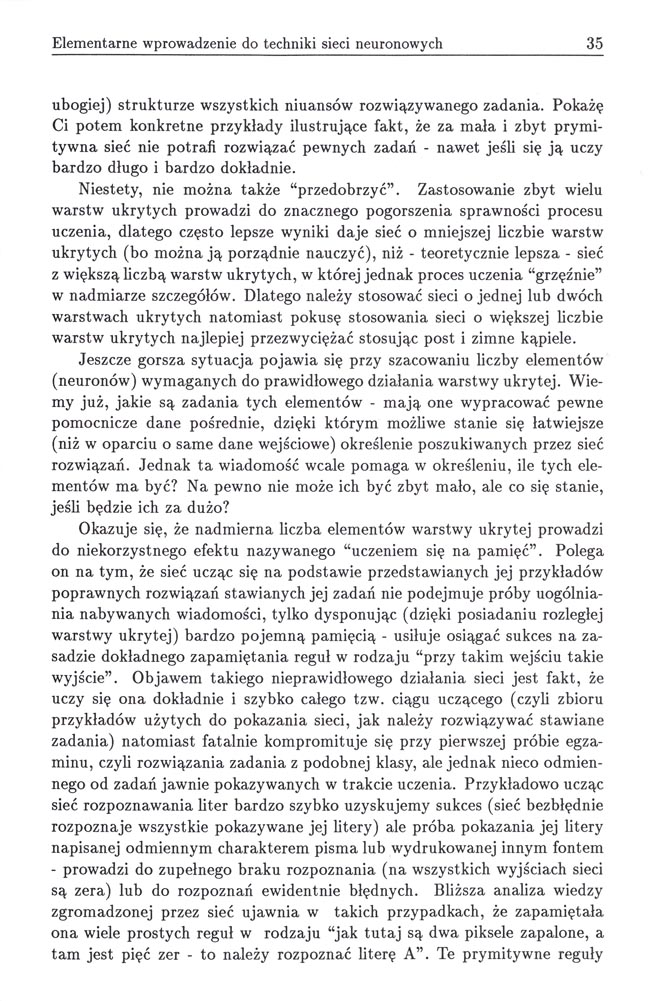 Elementarne wprowadzenie do techniki sieci neuronowych 35
ubogiej) strukturze wszystkich niuansów rozwiązywanego zadania. Pokażę
Ci potem konkretne przykłady ilustrujące fakt, że za mała i zbyt prymi-
tywna sieć nie potrafi rozwiązać pewnych zadań - nawet jeśli się ją uczy
bardzo długo i bardzo dokładnie.
Niestety, nie można także “przedobrzyć”. Zastosowanie zbyt wielu
warstw ukrytych prowadzi do znacznego pogorszenia sprawności procesu
uczenia, dlatego często lepsze wyniki daje sieć o mniejszej liczbie warstw
ukrytych (bo można ją porządnie nauczyć), niż - teoretycznie lepsza - sieć
z większą liczbą warstw ukrytych, w której jednak proces uczenia “grzęźnie”
w nadmiarze szczegółów. Dlatego należy stosować sieci o jednej lub dwóch
warstwach ukrytych natomiast pokusę stosowania sieci o większej liczbie
warstw ukrytych najlepiej przezwyciężać stosując post i zimne kąpiele.
Jeszcze gorsza sytuacja pojawia się przy szacowaniu liczby elementów
(neuronów) wymaganych do prawidłowego działania warstwy ukrytej. Wie-
my już, jakie są zadania tych elementów - mają one wypracować pewne
pomocnicze dane pośrednie, dzięki którym możliwe stanie się łatwiejsze
(niż w oparciu o same dane wejściowe) określenie poszukiwanych przez sieć
rozwiązań. Jednak ta wiadomość wcale pomaga w określeniu, ile tych ele-
mentów ma być? Na pewno nie może ich być zbyt mało, ale co się stanie,
jeśli będzie ich za dużo?
Okazuje się, że nadmierna liczba elementów warstwy ukrytej prowadzi
do niekorzystnego efektu nazywanego “uczeniem się na pamięć”. Polega
on na tym, że sieć ucząc się na podstawie przedstawianych jej przykładów
poprawnych rozwiązań stawianych jej zadań nie podejmuje próby uogólnia-
nia nabywanych wiadomości, tylko dysponując (dzięki posiadaniu rozległej
warstwy ukrytej) bardzo pojemną pamięcią - usiłuje osiągać sukces na za-
sadzie dokładnego zapamiętania reguł w rodzaju “przy takim wejściu takie
wyjście”. Objawem takiego nieprawidłowego działania sieci jest fakt, że
uczy się ona dokładnie i szybko całego tzw. ciągu uczącego (czyli zbioru
przykładów użytych do pokazania sieci, jak należy rozwiązywać stawiane
zadania) natomiast fatalnie kompromituje się przy pierwszej próbie egza-
minu, czyli rozwiązania zadania z podobnej klasy, ale jednak nieco odmien-
nego od zadań jawnie pokazywanych w trakcie uczenia. Przykładowo ucząc
sieć rozpoznawania liter bardzo szybko uzyskujemy sukces (sieć bezbłędnie
rozpoznaje wszystkie pokazywane jej litery) ale próba pokazania jej litery
napisanej odmiennym charakterem pisma lub wydrukowanej innym fontem
- prowadzi do zupełnego braku rozpoznania (na wszystkich wyjściach sieci
są zera) lub do rozpoznań ewidentnie błędnych. Bliższa analiza wiedzy
zgromadzonej przez sieć ujawnia w takich przypadkach, że zapamiętała
ona wiele prostych reguł w rodzaju “jak tutaj są dwa piksele zapalone, a
tam jest pięć zer - to należy rozpoznać literę A”. Te prymitywne reguły